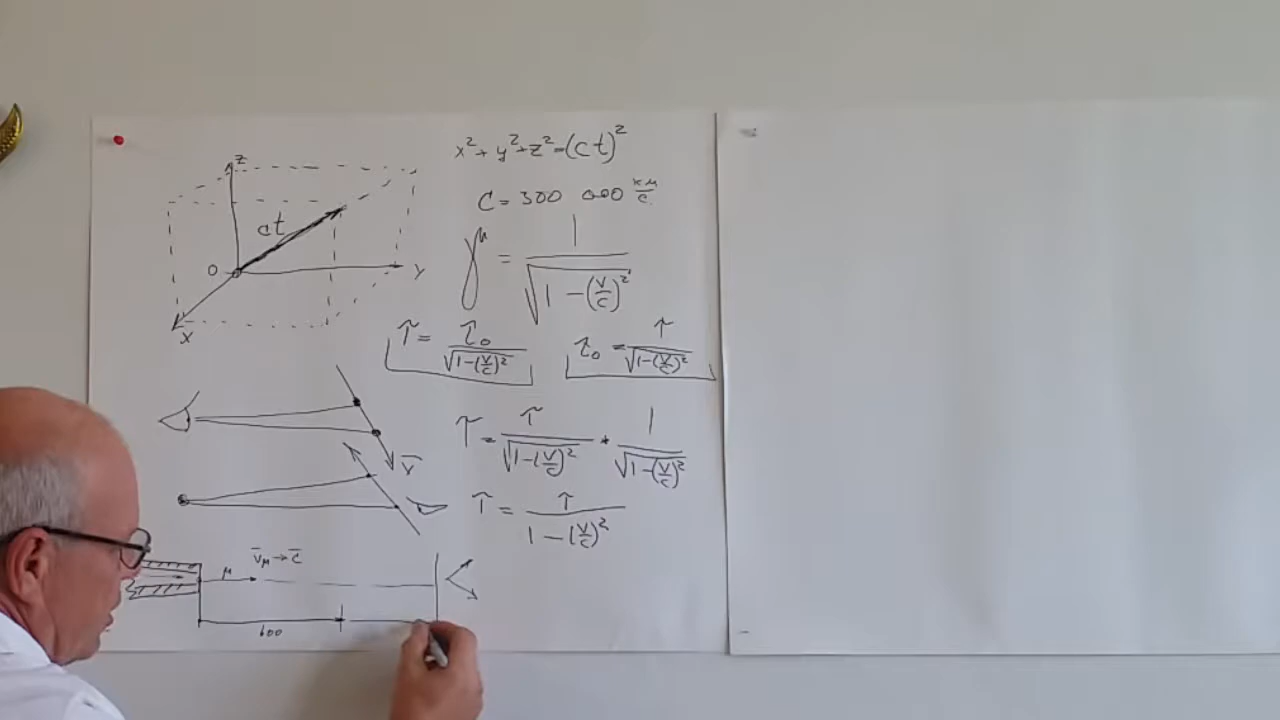 z
x² + y² + z² = (ct)²
c = 300 000 км/с
ct
0
y
x
γ = 1/√(1 - (v/c)²)
τ = τ₀/√(1-(v/c)²)
τ₀ = τ/√(1-(v/c)²)
τ = τ/√(1-(v/c)²) * 1/√(1-(v/c)²)
v̄
τ = τ/(1-(v/c)²)
v̄μ → c̄
μ
600